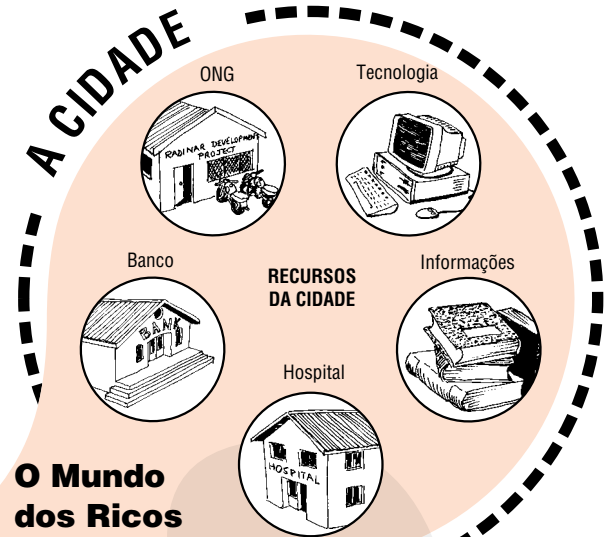 A CIDADE
ONG
RADINAR DEVELOPMENT
PROJECT
Tecnologia
Banco
BANK
RECURSOS
DA CIDADE
Informações
Hospital
HOSPITAL
O Mundo
dos Ricos